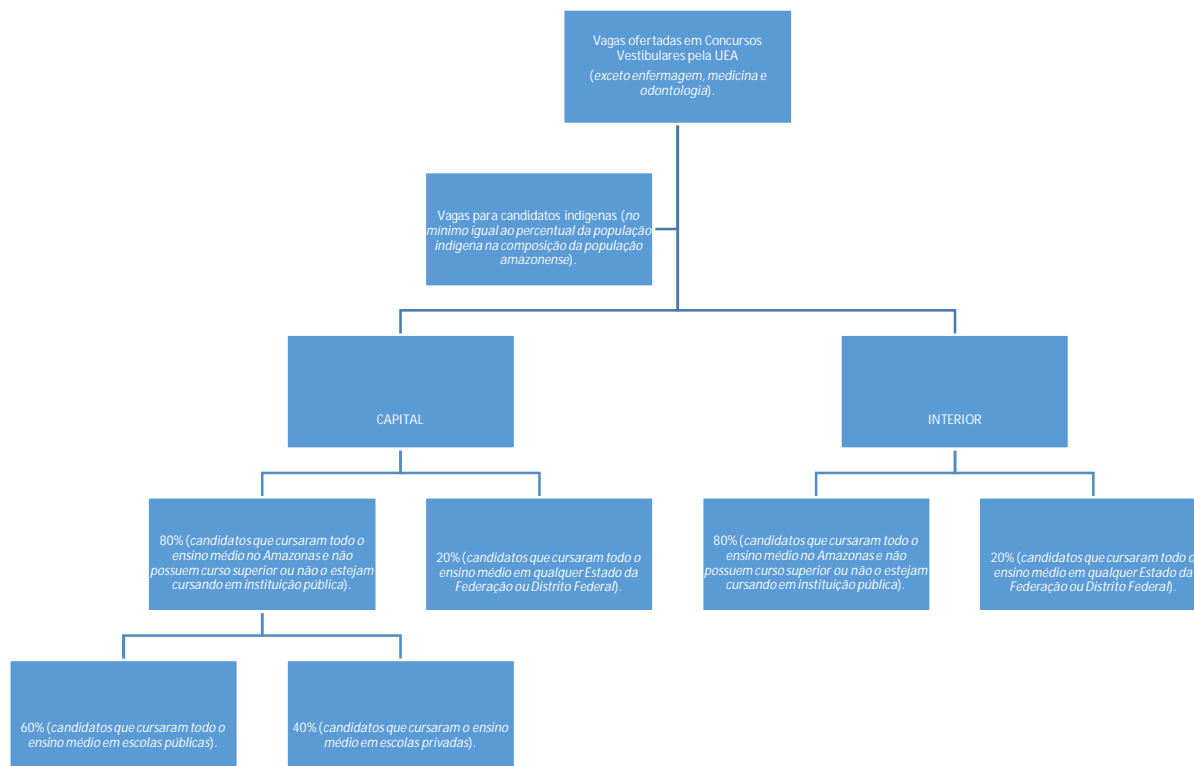 Vagas ofertadas em Concursos
Vestibulares pela UEA
(exceto enfermagem, medicina e
odontologia).
Vagas para candidatos indígenas (no
mínimo igual ao percentual da população
indígena na composição da população
amazonense).
CAPITAL
INTERIOR
80% (candidatos que cursaram todo o
ensino médio no Amazonas e não
possuem curso superior ou não o estejam
cursando em instituição pública).
20% (candidatos que cursaram todo o
ensino médio em qualquer Estado da
Federação ou Distrito Federal).
80% (candidatos que cursaram todo o
ensino médio no Amazonas e não
possuem curso superior ou não o estejam
cursando em instituição pública).
20% (candidatos que cursaram todo o
ensino médio em qualquer Estado da
Federação ou Distrito Federal).
60% (candidatos que cursaram todo o
ensino médio em escolas públicas).
40% (candidatos que cursaram o ensino
médio em escolas privadas).